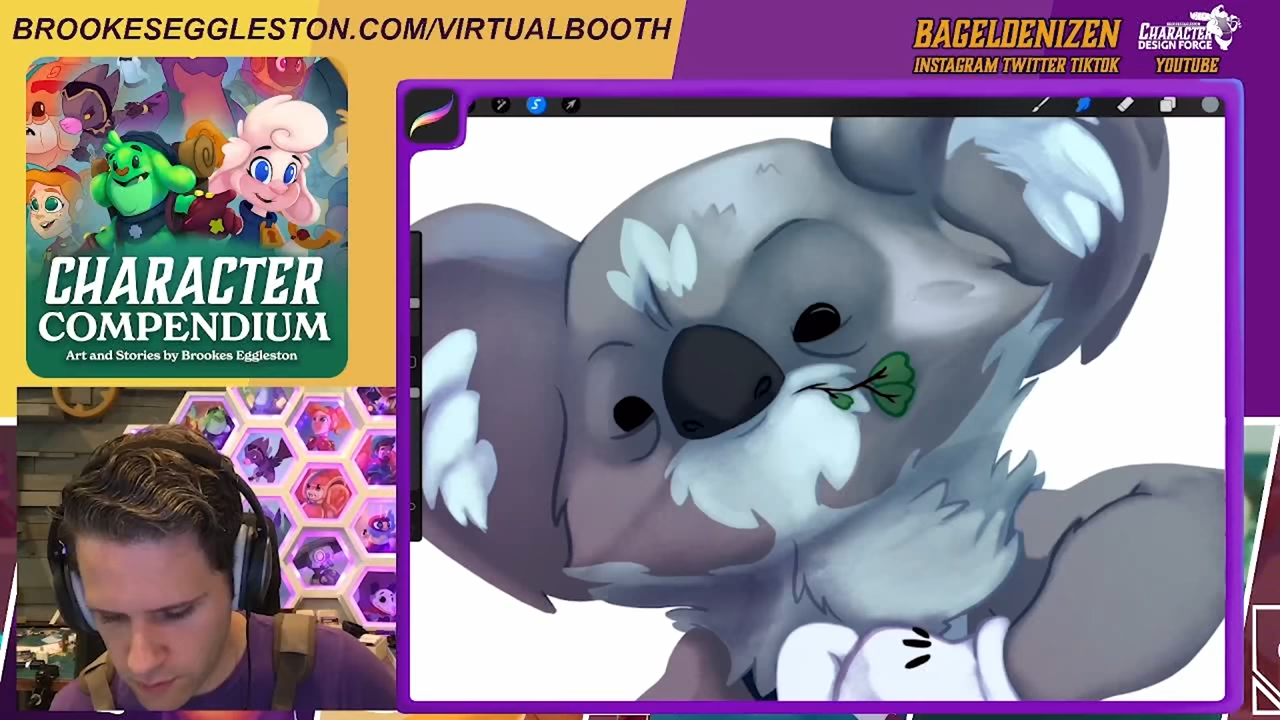 BROOKESEGGLESTON.COM/VIRTUALBOOTH
BAGELDENIZEN
INSTAGRAM TWITTER TIKTOK
CHARACTER
DESIGN FORGE
YOUTUBE
CHARACTER
COMPENDIUM
Art and Stories by Brookes Eggleston